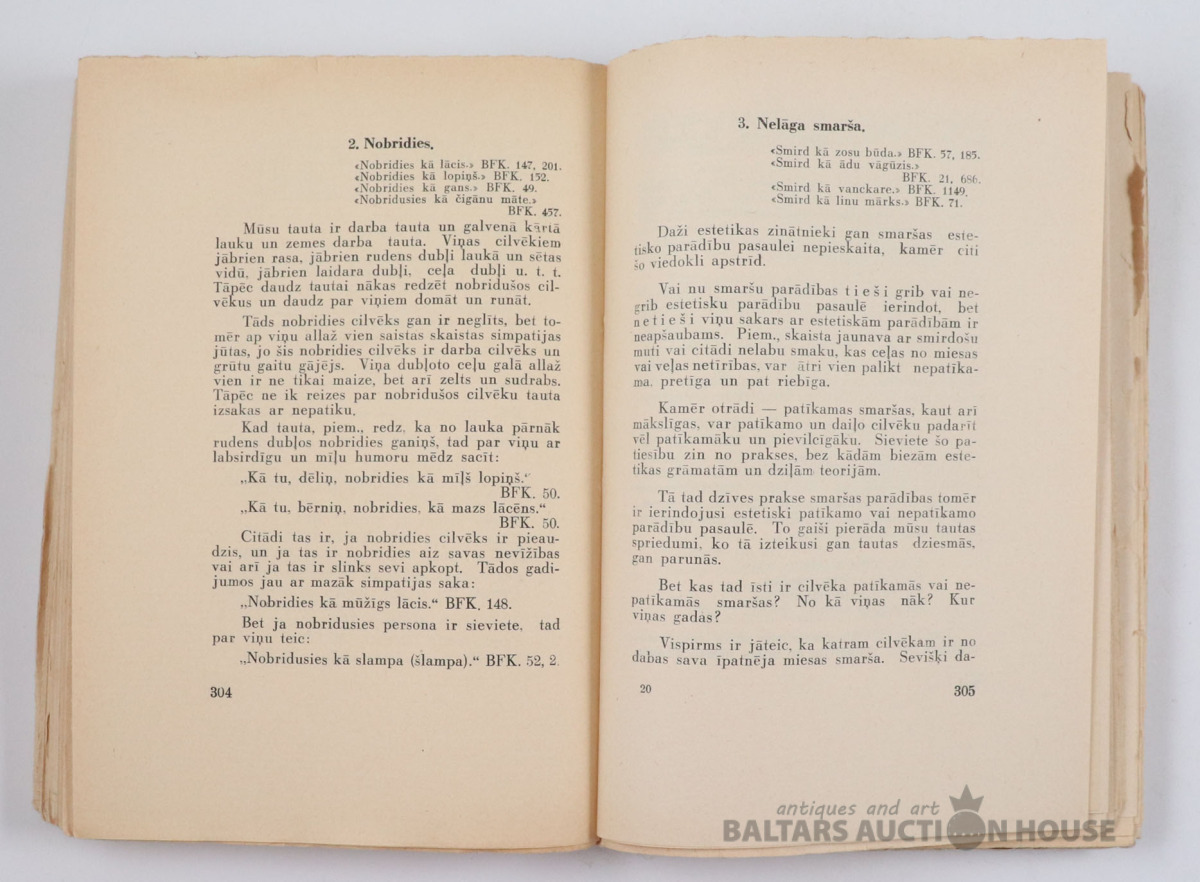 2. Nobridies.
«Nobridies kā lācis.» BFK. 147, 201.
«Nobridies kā lopiņš.» BFK. 152.
«Nobridies kā gans.» BFK. 49.
«Nobridusies kā čigānu māte.»
BFK. 457.
Mūsu tauta ir darba tauta un galvenā kārtā
lauku un zemes darba tauta. Viņas cilvēkiem
jābrien rasa, jābrien rudens dubļi laukā un sētas
vidū, jābrien laidara dubļi, ceļa dubļi u. t. t.
Tāpēc daudz tautai nākas redzēt nobridušos cil-
vēkus un daudz par viņiem domāt un runāt.
Tāds nobridies cilvēks gan ir neglīts, bet to-
mēr ap viņu allaž vien saistas skaistas simpatijas
jūtas, jo šis nobridies cilvēks ir darba cilvēks un
grūtu gaitu gājējs. Viņa dubļoto ceļu galā allaž
vien ir ne tikai maize, bet arī zelts un sudrabs.
Tāpēc ne ik reizes par nobridušos cilvēku tauta
izsakas ar nepatiku.
Kad tauta, piem., redz, ka no lauka pārnāk
rudens dubļos nobridies ganiņš, tad par viņu ar
labsirdīgu un mīļu humoru mēdz sacīt:
„Kā tu, dēliņ, nobridies kā mīļš lopiņš.“
BFK. 50.
„Kā tu, bērniņ, nobridies, kā mazs lācēns.“
BFK. 50.
Citādi tas ir, ja nobridies cilvēks ir pieau-
dzis, un ja tas ir nobridies aiz savas nevīžības
vai arī ja tas ir slinks sevi apkopt. Tādos gadi-
jumos jau ar mazāk simpatijas saka:
„Nobridies kā mūžīgs lācis.“ BFK. 148.
Bet ja nobridusies persona ir sieviete, tad
par viņu teic:
„Nobridusies kā slampa (šlampa).“ BFK. 52, 2.
304
3. Nelāga smarša.
«Smird kā zosu būda.» BFK. 57, 185.
«Smird kā ādu vāgūzis.»
BFK. 21, 686.
«Smird kā vanckare.» BFK. 1149.
«Smird kā linu mārks.» BFK. 71.
Daži estetikas zinātnieki gan smaršas este-
tisko parādību pasaulei nepieskaita, kamēr citi
šo viedokli apstrīd.
Vai nu smaršu parādības tieši grib vai ne-
grib estetisku parādību pasaulē ierindot, bet
netieši viņu sakars ar estetiskām parādībām ir
neapšaubams. Piem., skaista jaunava ar smirdošu
muti vai citādi nelabu smaku, kas ceļas no miesas
vai veļas netīrības, var ātri vien palikt nepatīka-
ma, pretīga un pat riebīga.
Kamēr otrādi — patīkamas smaršas, kaut arī
mākslīgas, var patīkamo un daiļo cilvēku padarīt
vēl patīkamāku un pievilcīgāku. Sieviete šo pa-
tiesību zin no prakses, bez kādām biezām este-
tikas grāmatām un dziļām teorijām.
Tā tad dzīves prakse smaršas parādības tomēr
ir ierindojusi estetiski patīkamo vai nepatīkamo
parādību pasaulē. To gaiši pierāda mūsu tautas
spriedumi, ko tā izteikusi gan tautas dziesmās,
gan parunās.
Bet kas tad īsti ir cilvēka patīkamās vai ne-
patīkamās smaršas? No kā viņas nāk? Kur
viņas gadas?
Vispirms ir jāteic, ka katram cilvēkam ir no
dabas sava īpatnēja miesas smarša. Sevišķi da-
20 305
antiques and art
BALTARS AUCTION HOUSE